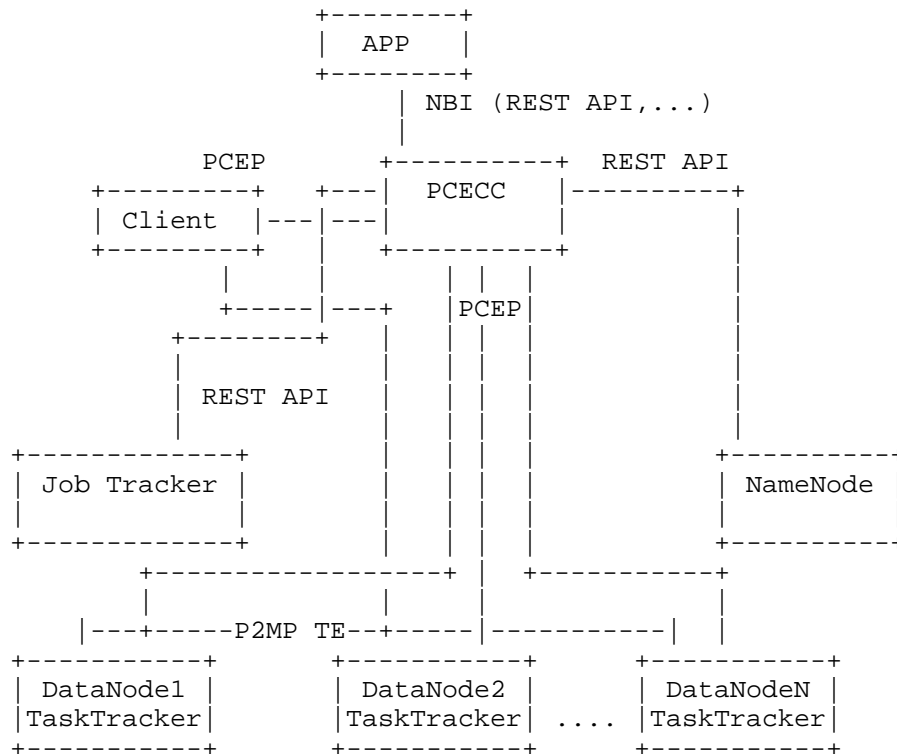 APP
NBI (REST API,...)
PCEP REST API
PCECC
Client
PCEP
REST API
Job Tracker NameNode
P2MP TE
DataNode1 DataNode2 DataNodeN
TaskTracker TaskTracker .... TaskTracker